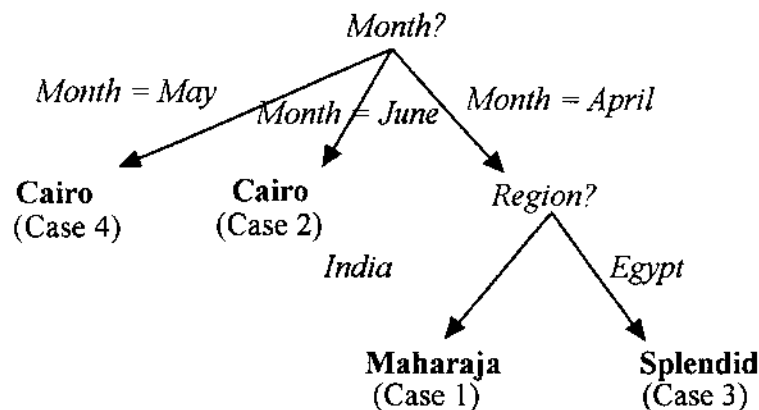 Month?
Month = May
Month = June
Month = April
Cairo
(Case 4)
Cairo
(Case 2)
Region?
India
Egypt
Maharaja
(Case 1)
Splendid
(Case 3)